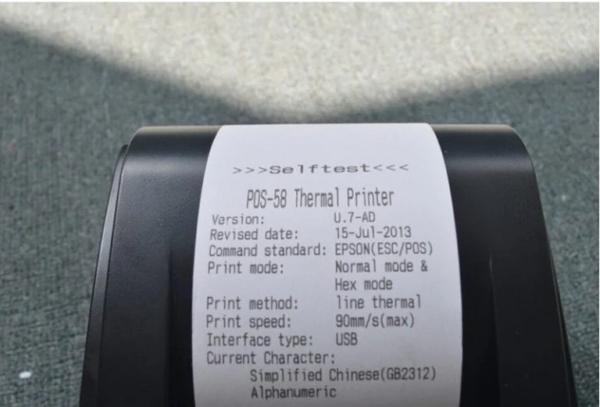 >>>Selftest<<<
POS-58 Thermal Printer
Version: U.7-AD
Revised date: 15-Jul-2013
Command standard: EPSON(ESC/POS)
Print mode: Normal mode &
Hex mode
Print method: line thermal
Print speed: 90mm/s(max)
Interface type: USB
Current Character:
Simplified Chinese(GB2312)
Alphanumeric